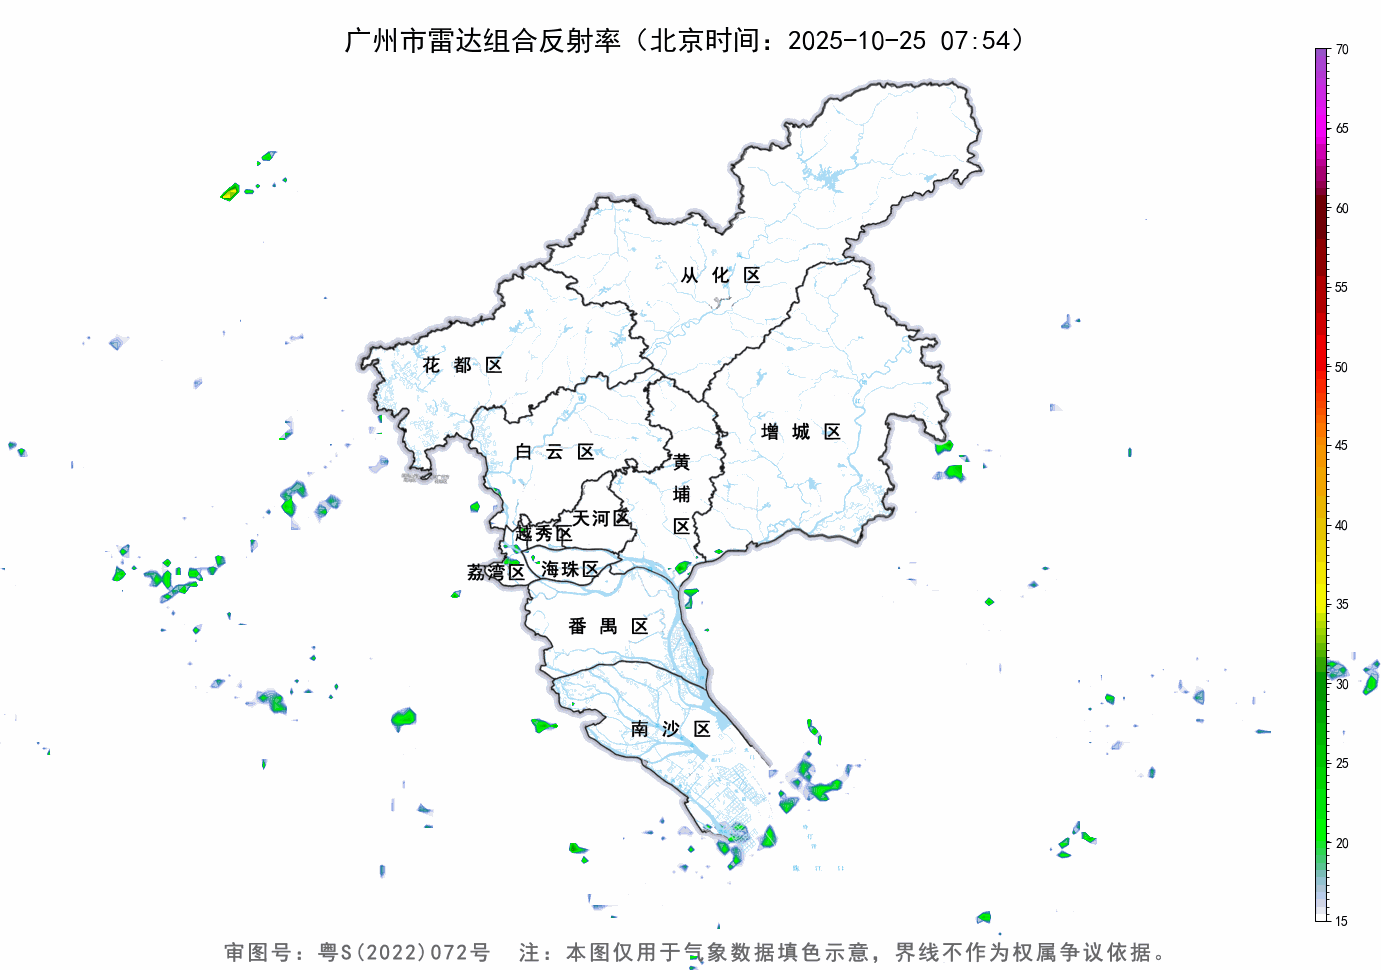 广州市雷达组合反射率（北京时间：2025-10-25 07:54）
70
65
60
55
50
45
40
35
30
25
20
15
从化区
花都区
增城区
白云区
黄埔区
天河区
越秀区
海珠区
荔湾区
番禺区
南沙区
审图号：粤S(2022)072号 注：本图仅用于气象数据填色示意，界线不作为权属争议依据。